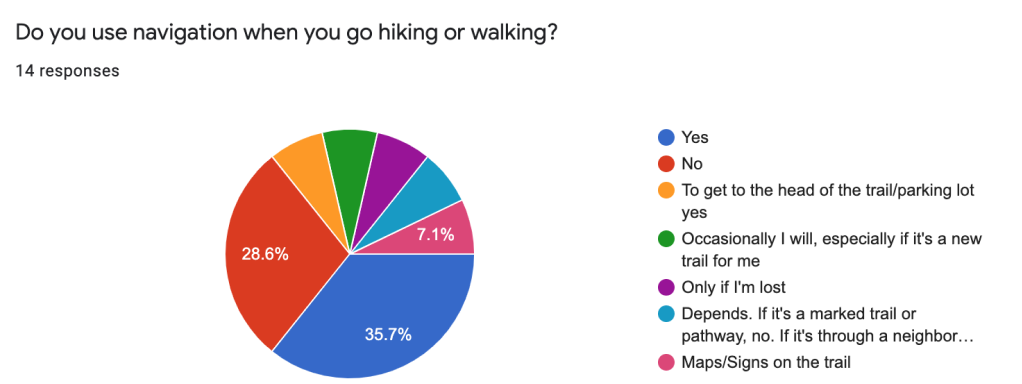 Do you use navigation when you go hiking or walking?
14 responses
Yes
No
To get to the head of the trail/parking lot
yes
Occasionally I will, especially if it's a new
trail for me
Only if I'm lost
Depends. If it's a marked trail or
pathway, no. If it's through a neighbor…
Maps/Signs on the trail
7.1%
28.6%
35.7%